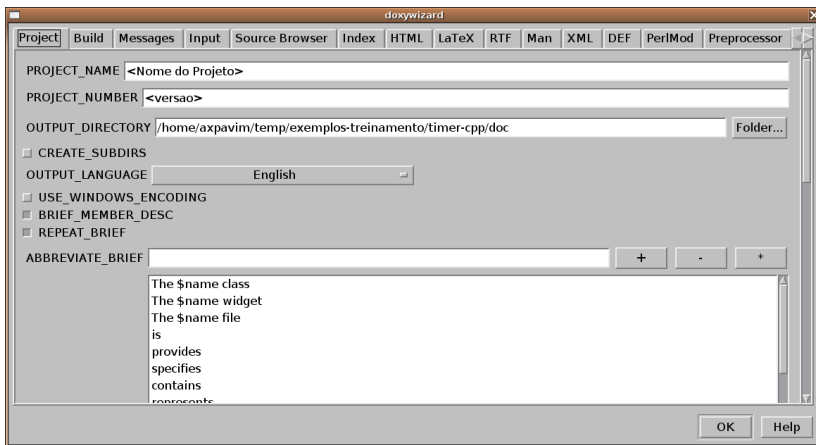 doxywizard
Project Build Messages Input Source Browser Index HTML LaTeX RTF Man XML DEF PerlMod Preprocessor
PROJECT_NAME <Nome do Projeto>
PROJECT_NUMBER <versao>
OUTPUT_DIRECTORY /home/axpavim/temp/exemplos-treinamento/timer-cpp/doc Folder...
CREATE_SUBDIRS
OUTPUT_LANGUAGE English
USE_WINDOWS_ENCODING
BRIEF_MEMBER_DESC
REPEAT_BRIEF
ABBREVIATE_BRIEF + - *
The $name class
The $name widget
The $name file
is
provides
specifies
contains
represents
OK Help